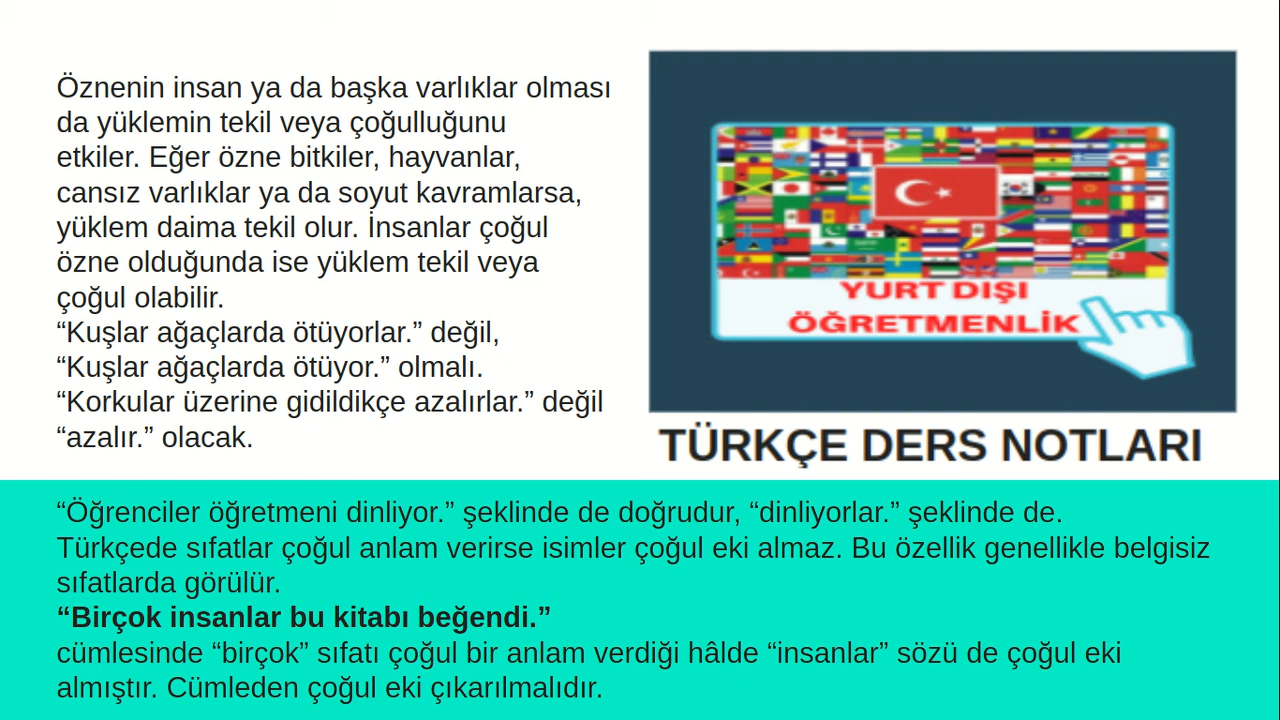 Öznenin insan ya da başka varlıklar olması
da yüklemin tekil veya çoğulluğunu
etkiler. Eğer özne bitkiler, hayvanlar,
cansız varlıklar ya da soyut kavramlarsa,
yüklem daima tekil olur. İnsanlar çoğul
özne olduğunda ise yüklem tekil veya
çoğul olabilir.
“Kuşlar ağaçlarda ötüyorlar.” değil,
“Kuşlar ağaçlarda ötüyor.” olmalı.
“Korkular üzerine gidildikçe azalırlar.” değil
“azalır.” olacak.
YURT DIŞI
ÖĞRETMENLİK
TÜRKÇE DERS NOTLARI
“Öğrenciler öğretmeni dinliyor.” şeklinde de doğrudur, “dinliyorlar.” şeklinde de.
Türkçede sıfatlar çoğul anlam verirse isimler çoğul eki almaz. Bu özellik genellikle belgisiz
sıfatlarda görülür.
“Birçok insanlar bu kitabı beğendi.”
cümlesinde “birçok” sıfatı çoğul bir anlam verdiği hâlde “insanlar” sözü de çoğul eki
almıştır. Cümleden çoğul eki çıkarılmalıdır.